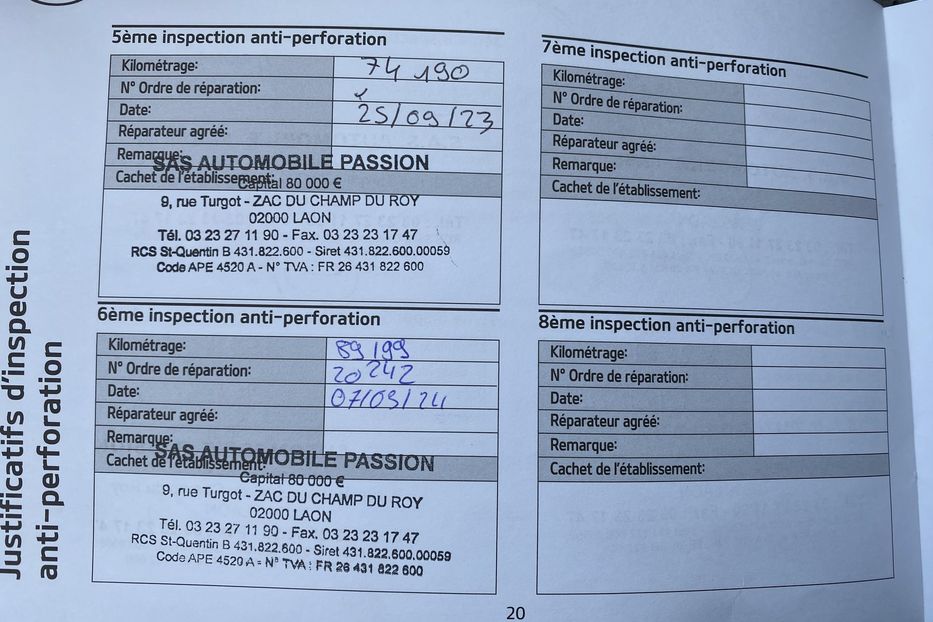 Justificatifs d'inspection
anti-perforation
5ème inspection anti-perforation
Kilométrage: 74 190
N° Ordre de réparation:
Date: 25/09/23
Réparateur agréé:
Remarque:
SAS AUTOMOBILE PASSION
Cachet de l'établissement:
Capital 80 000 €
9, rue Turgot - ZAC DU CHAMP DU ROY
02000 LAON
Tél. 03 23 27 11 90 - Fax. 03 23 23 17 47
RCS St-Quentin B 431.822.600 - Siret 431.822.600.00059
Code APE 4520 A - N° TVA : FR 26 431 822 600
6ème inspection anti-perforation
Kilométrage: 89 199
N° Ordre de réparation: 20242
Date: 07/03/24
Réparateur agréé:
Remarque:
SAS AUTOMOBILE PASSION
Cachet de l'établissement:
Capital 80 000 €
9, rue Turgot - ZAC DU CHAMP DU ROY
02000 LAON
Tél. 03 23 27 11 90 - Fax. 03 23 23 17 47
RCS St-Quentin B 431.822.600 - Siret 431.822.600.00059
Code APE 4520 A - N° TVA : FR 26 431 822 600
7ème inspection anti-perforation
Kilométrage:
N° Ordre de réparation:
Date:
Réparateur agréé:
Remarque:
Cachet de l'établissement:
8ème inspection anti-perforation
Kilométrage:
N° Ordre de réparation:
Date:
Réparateur agréé:
Remarque:
Cachet de l'établissement:
20